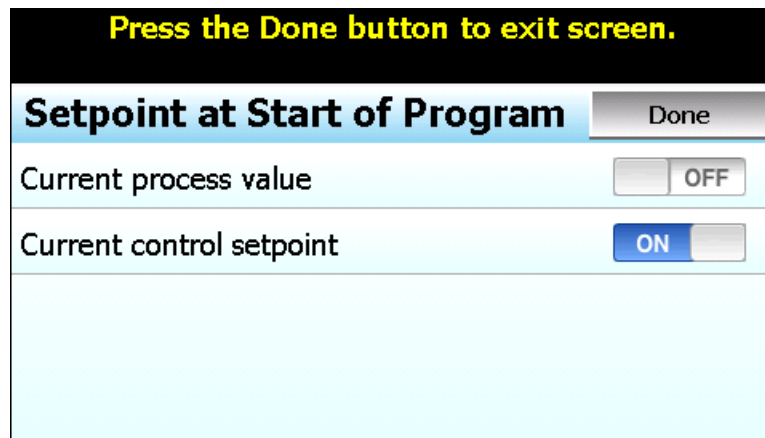 Press the Done button to exit screen.
Setpoint at Start of Program Done
Current process value OFF
Current control setpoint ON